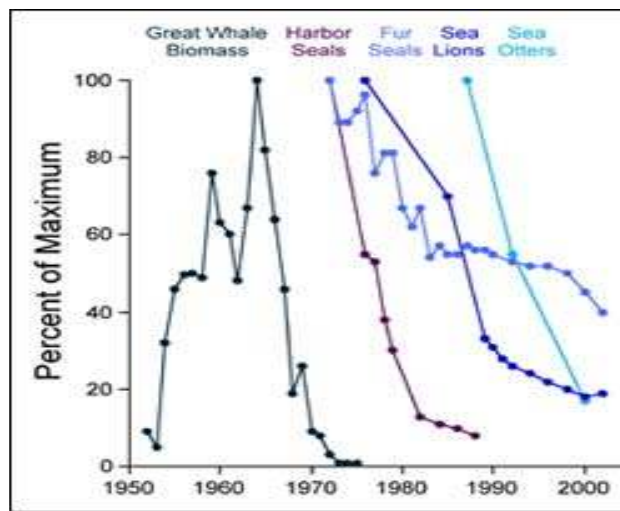 Great Whale Harbor Fur Sea Sea
Biomass Seals Seals Lions Otters
Percent of Maximum
100
80
60
40
20
0
1950 1960 1970 1980 1990 2000